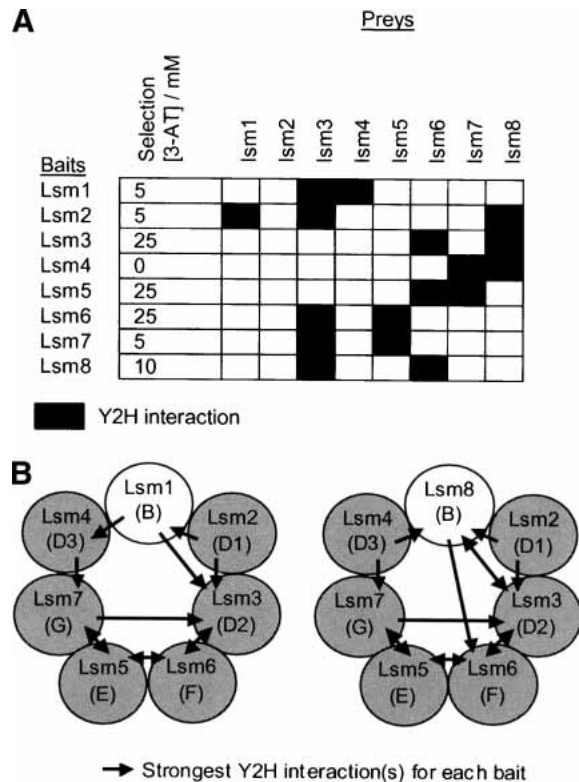 A
Preys
Selection
[3-AT] / mM
lsm1
lsm2
lsm3
lsm4
lsm5
lsm6
lsm7
lsm8
Baits
Lsm1 5
Lsm2 5
Lsm3 25
Lsm4 0
Lsm5 25
Lsm6 25
Lsm7 5
Lsm8 10
Y2H interaction
B
Lsm1
(B)
Lsm4
(D3)
Lsm2
(D1)
Lsm7
(G)
Lsm3
(D2)
Lsm5
(E)
Lsm6
(F)
Lsm8
(B)
Lsm4
(D3)
Lsm2
(D1)
Lsm7
(G)
Lsm3
(D2)
Lsm5
(E)
Lsm6
(F)
Strongest Y2H interaction(s) for each bait